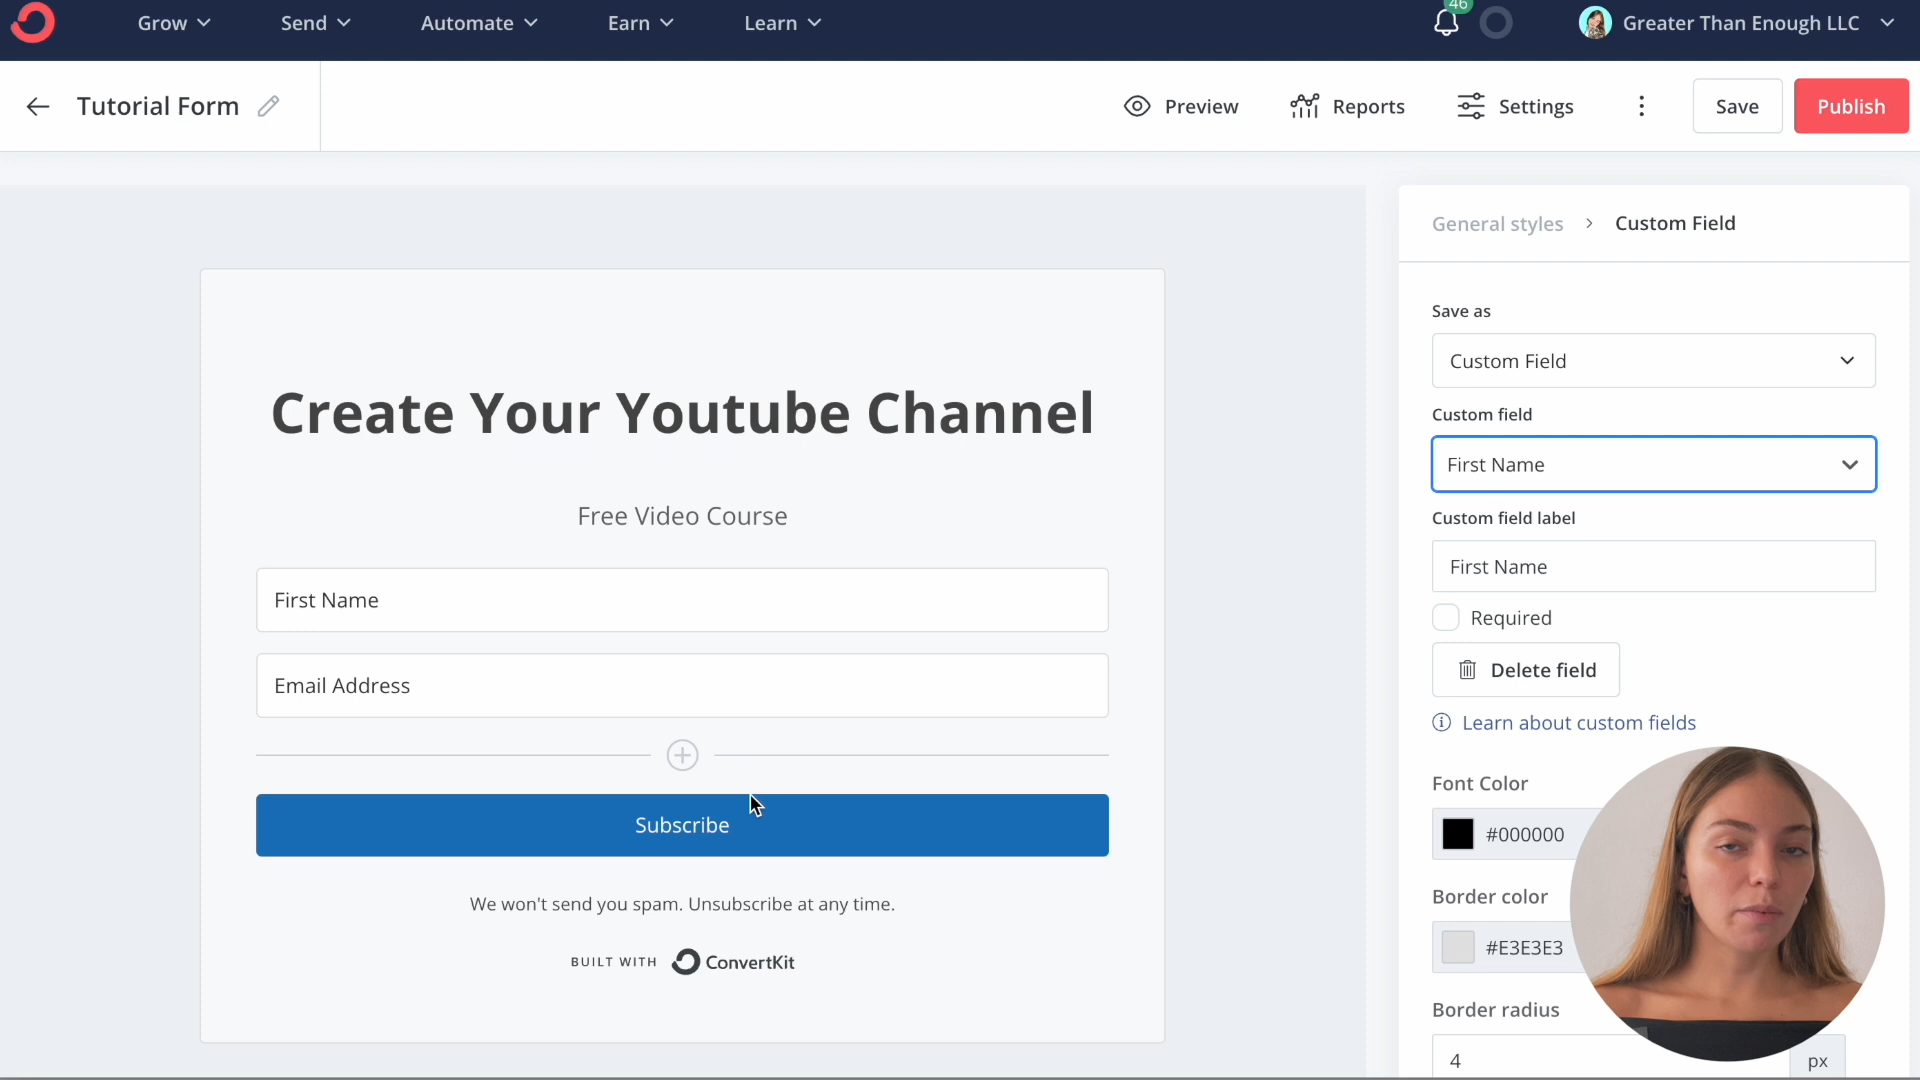 Grow
Send
Automate
Earn
Learn
46
Greater Than Enough LLC
Tutorial Form
Preview
Reports
Settings
Save
Publish
General styles > Custom Field
Create Your Youtube Channel
Free Video Course
First Name
Email Address
Subscribe
We won't send you spam. Unsubscribe at any time.
BUILT WITH ConvertKit
Save as
Custom Field
Custom field
First Name
Custom field label
First Name
Required
Delete field
Learn about custom fields
Font Color
#000000
Border color
#E3E3E3
Border radius
4 px